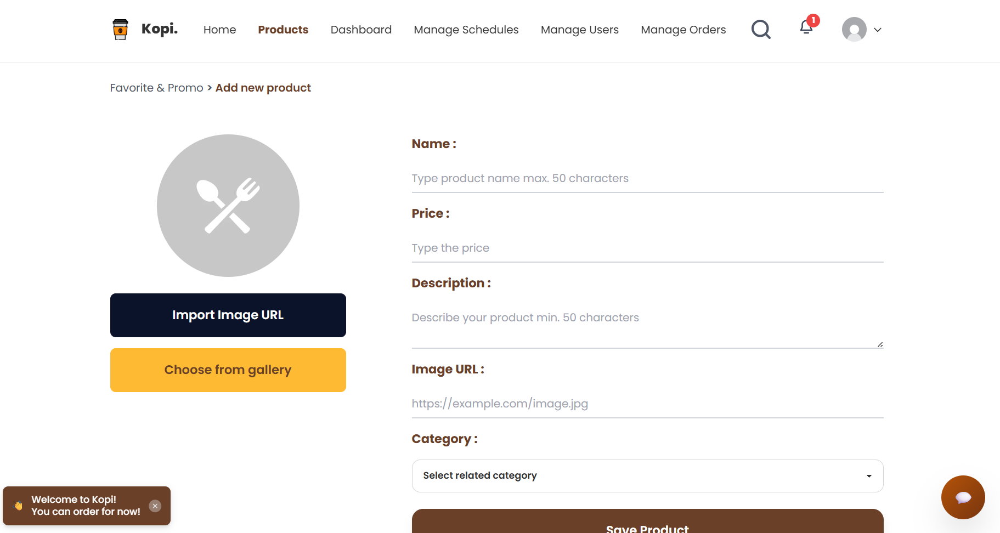 Kopi.
Home
Products
Dashboard
Manage Schedules
Manage Users
Manage Orders
1
Favorite & Promo > Add new product
Import Image URL
Choose from gallery
Name :
Type product name max. 50 characters
Price :
Type the price
Description :
Describe your product min. 50 characters
Image URL :
https://example.com/image.jpg
Category :
Select related category
Save Product
Welcome to Kopi!
You can order for now!